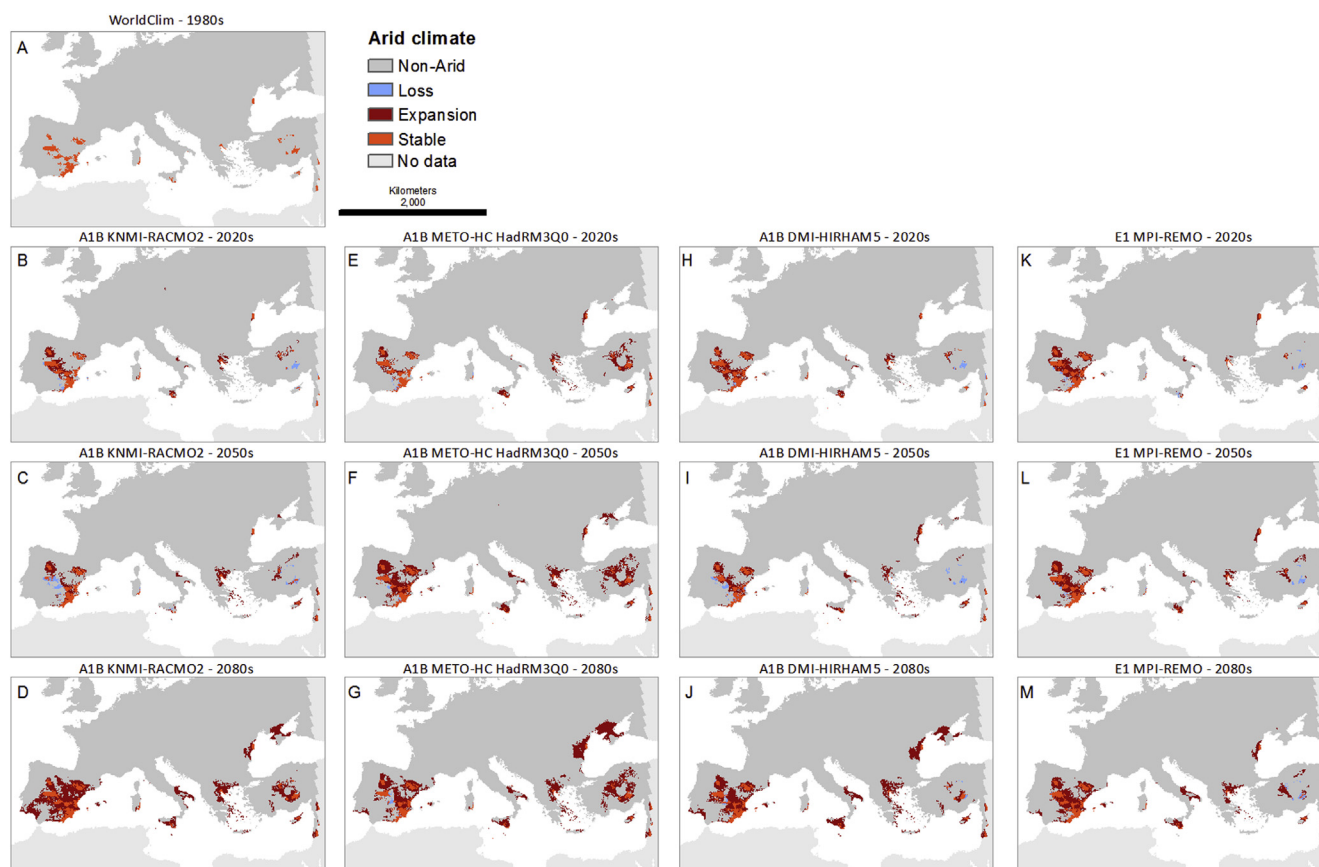 WorldClim - 1980s
A
Arid climate
Non-Arid
Loss
Expansion
Stable
No data
Kilometers
2,000
A1B KNMI-RACMO2 - 2020s
A1B METO-HC HadRM3Q0 - 2020s
A1B DMI-HIRHAM5 - 2020s
E1 MPI-REMO - 2020s
B
E
H
K
A1B KNMI-RACMO2 - 2050s
A1B METO-HC HadRM3Q0 - 2050s
A1B DMI-HIRHAM5 - 2050s
E1 MPI-REMO - 2050s
C
F
I
L
A1B KNMI-RACMO2 - 2080s
A1B METO-HC HadRM3Q0 - 2080s
A1B DMI-HIRHAM5 - 2080s
E1 MPI-REMO - 2080s
D
G
J
M